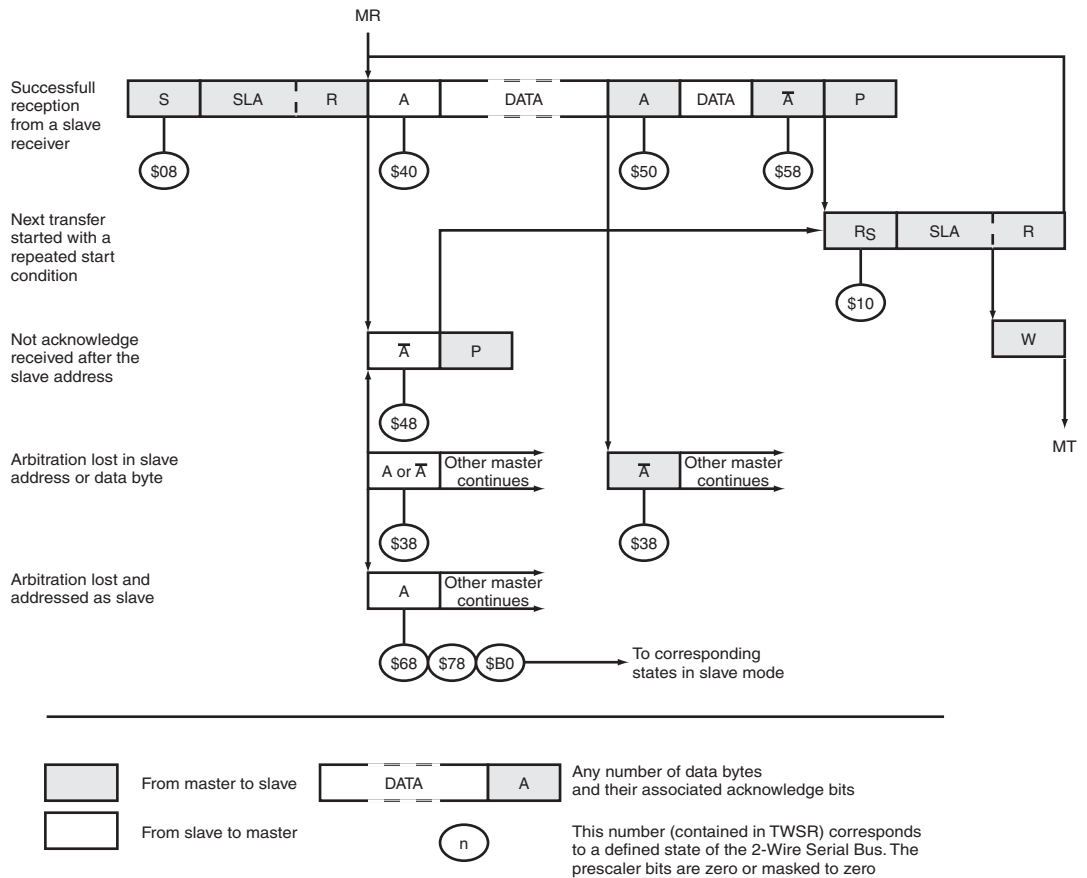 MR
Successfull
reception
from a slave
receiver
S SLA R A DATA A DATA A̅ P
$08 $40 $50 $58
Next transfer
started with a
repeated start
condition
RS SLA R
$10
Not acknowledge
received after the
slave address
A̅ P
W
$48
MT
Arbitration lost in slave
address or data byte
A or A̅ Other master
continues
A̅ Other master
continues
$38 $38
Arbitration lost and
addressed as slave
A Other master
continues
$68 $78 $B0
To corresponding
states in slave mode
From master to slave
DATA A
Any number of data bytes
and their associated acknowledge bits
From slave to master
n
This number (contained in TWSR) corresponds
to a defined state of the 2-Wire Serial Bus. The
prescaler bits are zero or masked to zero